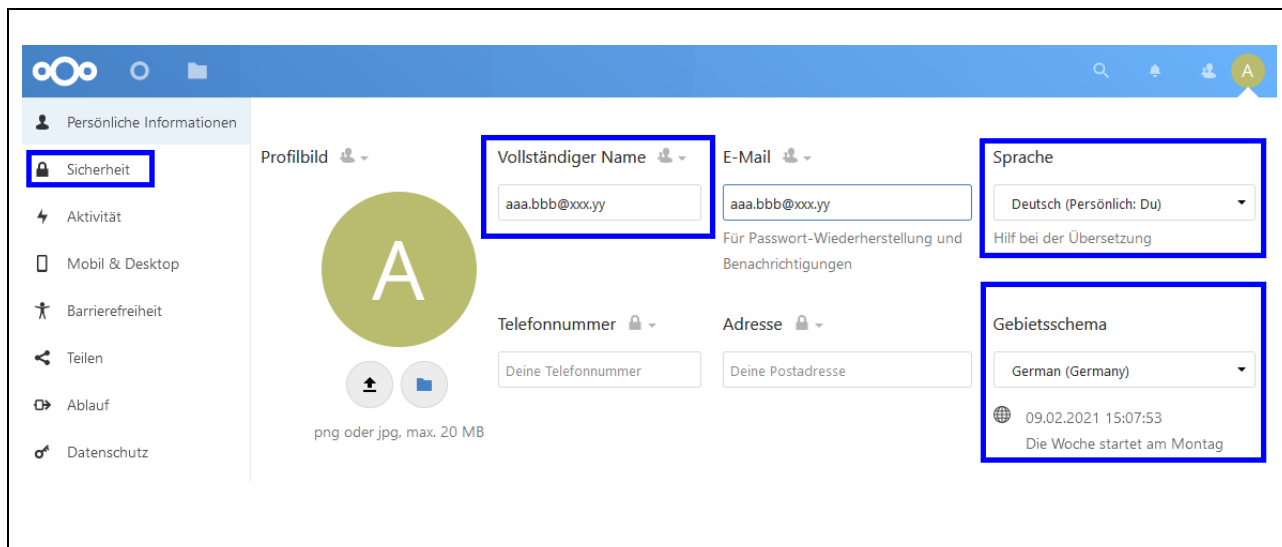 A
Persönliche Informationen
Sicherheit
Aktivität
Mobil & Desktop
Barrierefreiheit
Teilen
Ablauf
Datenschutz
Profilbild
A
png oder jpg, max. 20 MB
Vollständiger Name
aaa.bbb@xxx.yy
E-Mail
aaa.bbb@xxx.yy
Für Passwort-Wiederherstellung und
Benachrichtigungen
Sprache
Deutsch (Persönlich: Du)
Hilf bei der Übersetzung
Telefonnummer
Deine Telefonnummer
Adresse
Deine Postadresse
Gebietsschema
German (Germany)
09.02.2021 15:07:53
Die Woche startet am Montag